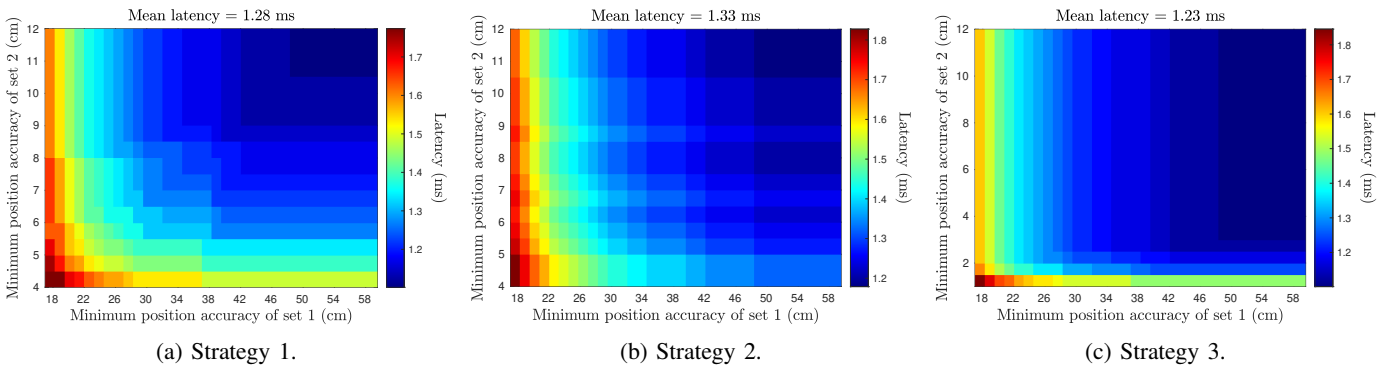 Mean latency = 1.28 ms
Minimum position accuracy of set 2 (cm)
12
11
10
9
8
7
6
5
4
18 22 26 30 34 38 42 46 50 54 58
Minimum position accuracy of set 1 (cm)
1.7
1.6
1.5
1.4
1.3
1.2
Latency (ms)
(a) Strategy 1.
Mean latency = 1.33 ms
Minimum position accuracy of set 2 (cm)
12
11
10
9
8
7
6
5
4
18 22 26 30 34 38 42 46 50 54 58
Minimum position accuracy of set 1 (cm)
1.8
1.7
1.6
1.5
1.4
1.3
1.2
Latency (ms)
(b) Strategy 2.
Mean latency = 1.23 ms
Minimum position accuracy of set 2 (cm)
12
10
8
6
4
2
18 22 26 30 34 38 42 46 50 54 58
Minimum position accuracy of set 1 (cm)
1.8
1.7
1.6
1.5
1.4
1.3
1.2
Latency (ms)
(c) Strategy 3.